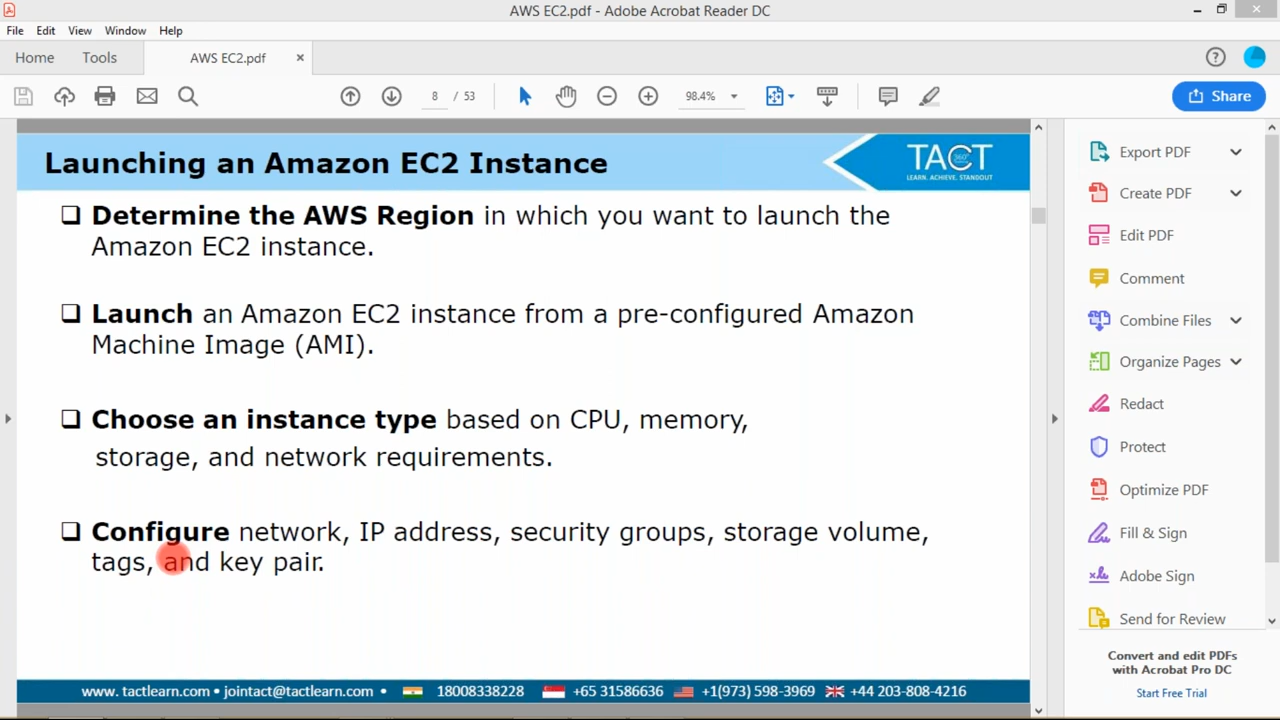 AWS EC2.pdf - Adobe Acrobat Reader DC
File Edit View Window Help
Home Tools AWS EC2.pdf ×
8 / 53 98.4% Share
Launching an Amazon EC2 Instance
TACT
360°
LEARN. ACHIEVE. STANDOUT
Determine the AWS Region in which you want to launch the
Amazon EC2 instance.
Launch an Amazon EC2 instance from a pre-configured Amazon
Machine Image (AMI).
Choose an instance type based on CPU, memory,
storage, and network requirements.
Configure network, IP address, security groups, storage volume,
tags, and key pair.
www. tactlearn.com • jointact@tactlearn.com • 18008338228 +65 31586636 +1(973) 598-3969 +44 203-808-4216
Export PDF
Create PDF
Edit PDF
Comment
Combine Files
Organize Pages
Redact
Protect
Optimize PDF
Fill & Sign
Adobe Sign
Send for Review
Convert and edit PDFs
with Acrobat Pro DC
Start Free Trial